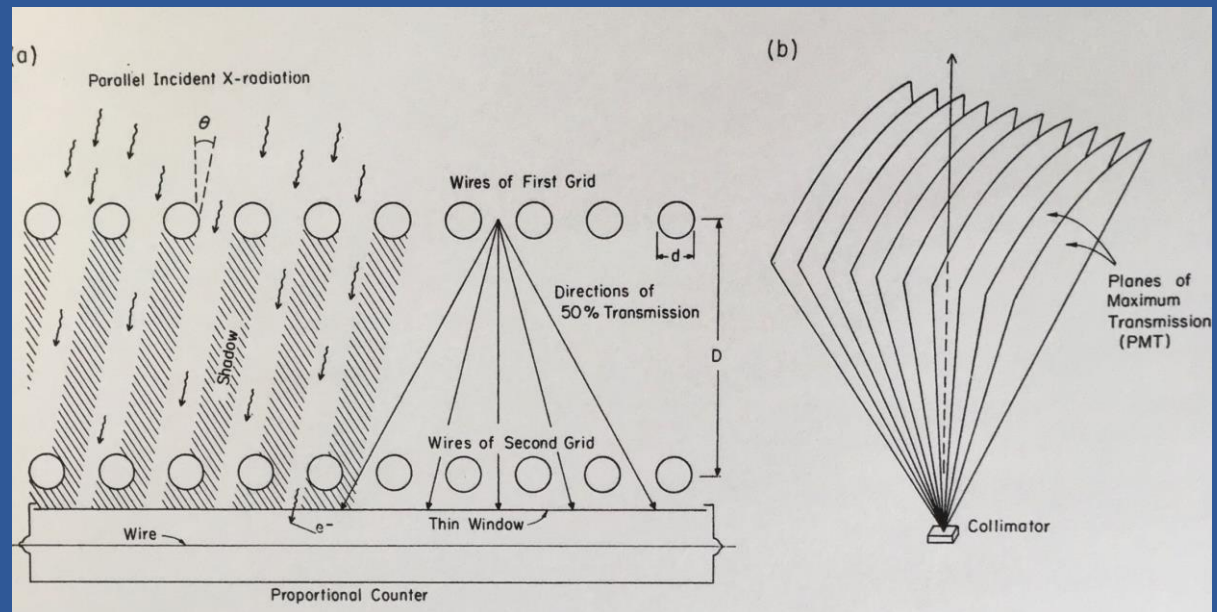 (a)
Parallel Incident X-radiation
θ
Wires of First Grid
d
Directions of
50% Transmission
D
Shadow
Wires of Second Grid
e-
Thin Window
Wire
Proportional Counter
(b)
Planes of
Maximum
Transmission
(PMT)
Collimator